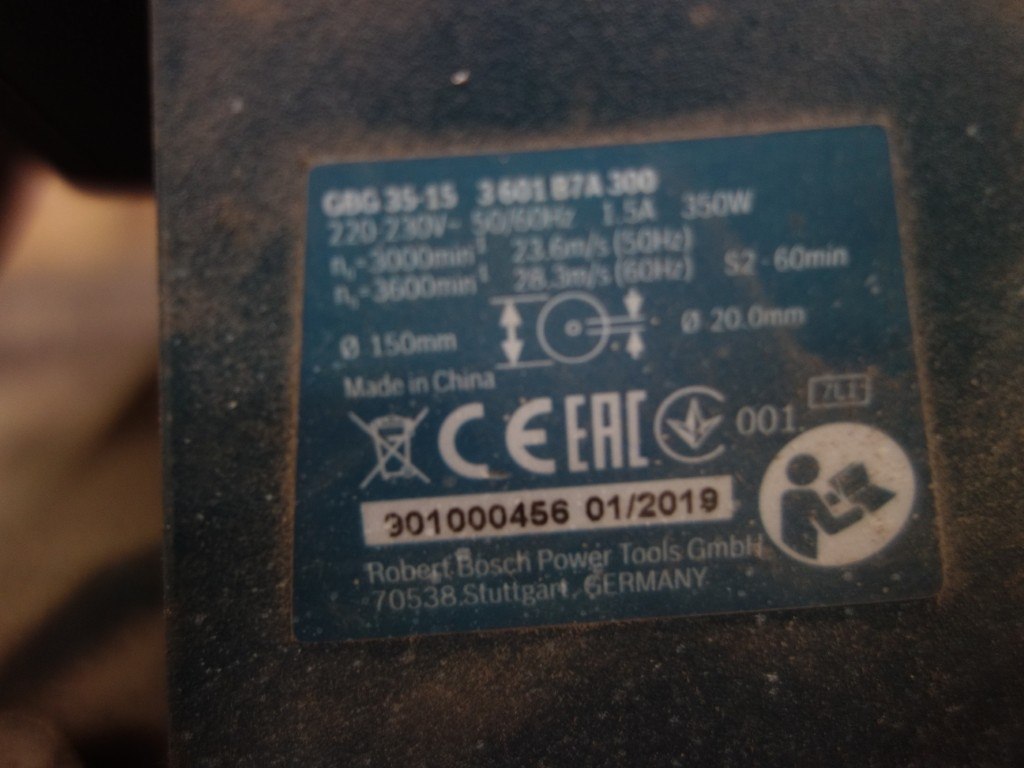 GBG 35-15 3 601 B7A 300
220-230V~ 50/60Hz 1.5A 350W
n₀-3000min⁻¹ 23.6m/s (50Hz)
n₀-3600min⁻¹ 28.3m/s (60Hz) S2 - 60min
Ø 150mm Ø 20.0mm
Made in China
CE EAC 001
901000456 01/2019
Robert Bosch Power Tools GmbH
70538 Stuttgart, GERMANY